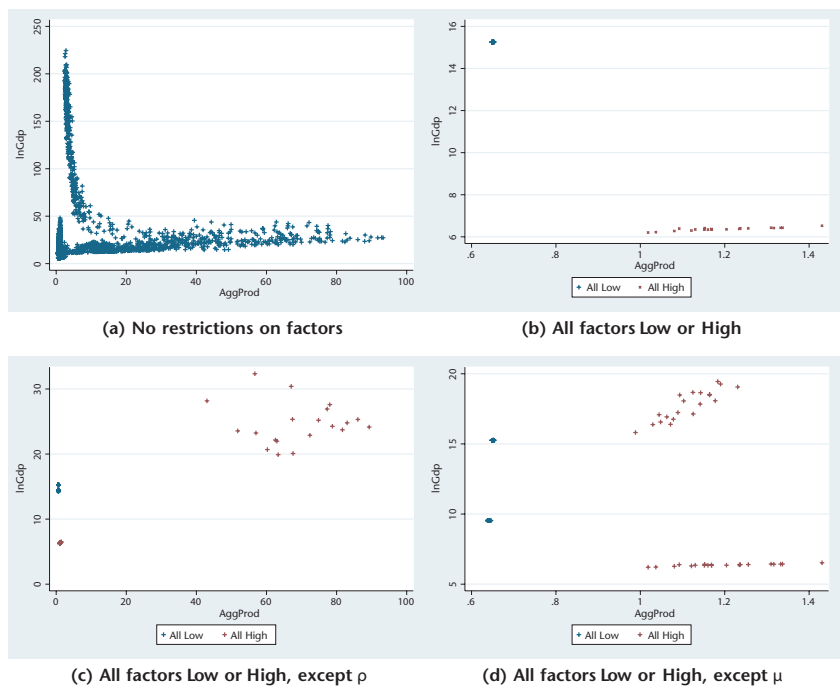 250
200
150
100
50
0
lnGdp
0 20 40 60 80 100
AggProd
(a) No restrictions on factors
16
14
12
10
8
6
lnGdp
.6 .8 1 1.2 1.4
AggProd
All Low All High
(b) All factors Low or High
30
20
10
0
lnGdp
0 20 40 60 80 100
AggProd
All Low All High
(c) All factors Low or High, except ρ
20
15
10
5
lnGdp
.6 .8 1 1.2 1.4
AggProd
All Low All High
(d) All factors Low or High, except μ